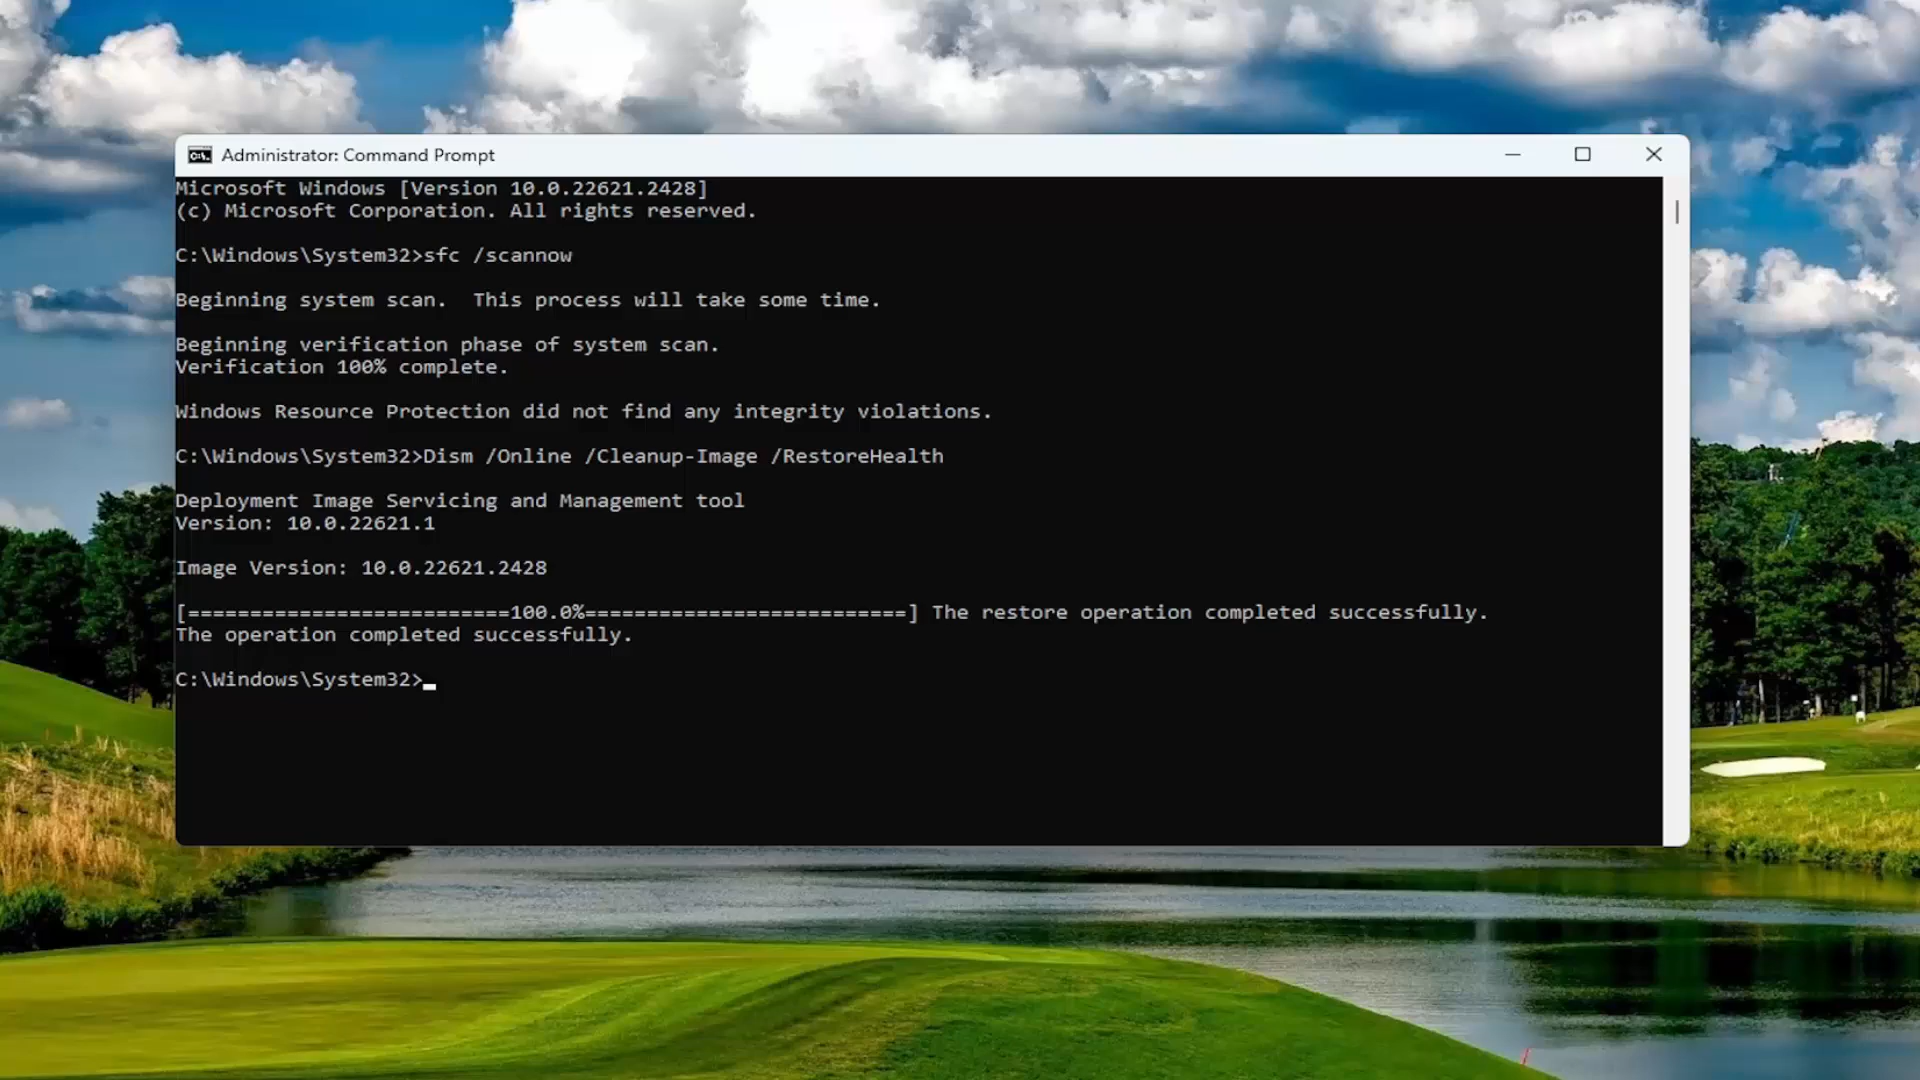 Administrator: Command Prompt
Microsoft Windows [Version 10.0.22621.2428]
(c) Microsoft Corporation. All rights reserved.
C:\Windows\System32>sfc /scannow
Beginning system scan.  This process will take some time.
Beginning verification phase of system scan.
Verification 100% complete.
Windows Resource Protection did not find any integrity violations.
C:\Windows\System32>Dism /Online /Cleanup-Image /RestoreHealth
Deployment Image Servicing and Management tool
Version: 10.0.22621.1
Image Version: 10.0.22621.2428
[==========================100.0%==========================] The restore operation completed successfully.
The operation completed successfully.
C:\Windows\System32>